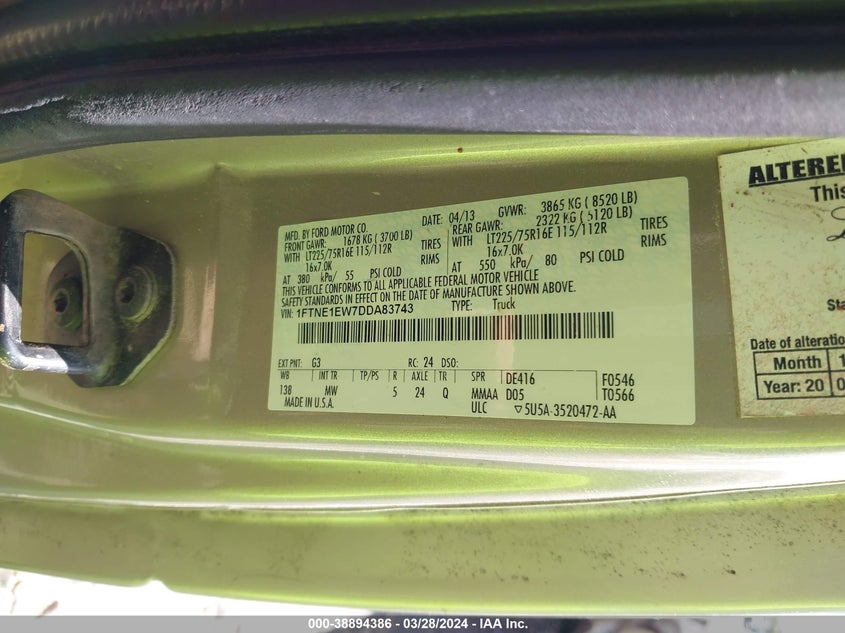 MFD. BY FORD MOTOR CO.
DATE: 04/13 GVWR: 3865 KG ( 8520 LB)
FRONT GAWR: 1678 KG ( 3700 LB) REAR GAWR: 2322 KG ( 5120 LB)
WITH LT225/75R16E 115/112R TIRES WITH LT225/75R16E 115/112R TIRES
16x7.0K RIMS 16x7.0K RIMS
AT 380 kPa/ 55 PSI COLD AT 550 kPa/ 80 PSI COLD
THIS VEHICLE CONFORMS TO ALL APPLICABLE FEDERAL MOTOR VEHICLE
SAFETY STANDARDS IN EFFECT ON THE DATE OF MANUFACTURE SHOWN ABOVE.
VIN: 1FTNE1EW7DDA83743 TYPE: Truck
EXT PNT: G3 RC: 24 DSO:
WB INT TR TP/PS R AXLE TR SPR DE416 F0546
138 MW 5 24 Q MMAA D05 T0566
MADE IN U.S.A. ULC ▽5U5A-3520472-AA
ALTERE
This
Sta
Date of alteration
Month 1
Year: 20 0
000-38894386 - 03/28/2024 - IAA Inc.